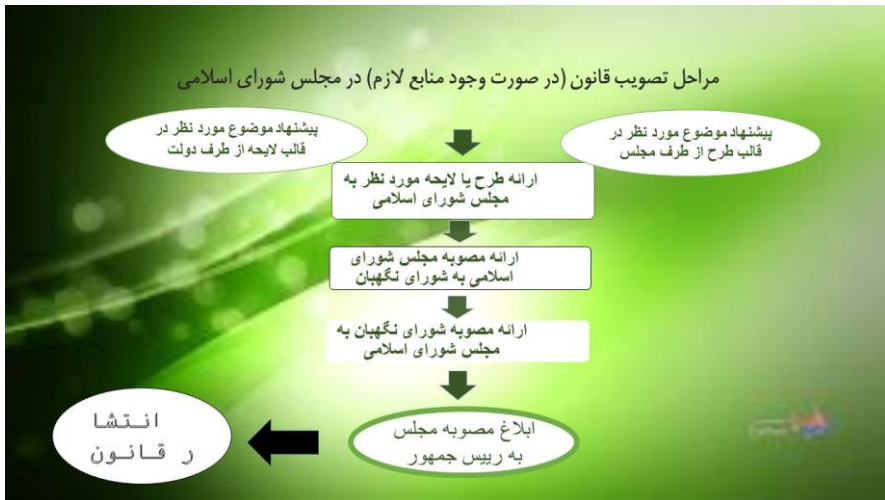 مراحل تصویب قانون (در صورت وجود منابع لازم) در مجلس شورای اسلامی
پیشنهاد موضوع مورد نظر در
قالب طرح از طرف مجلس
پیشنهاد موضوع مورد نظر در
قالب لایحه از طرف دولت
ارائه طرح یا لایحه مورد نظر به
مجلس شورای اسلامی
ارائه مصوبه مجلس شورای
اسلامی به شورای نگهبان
ارائه مصوبه شورای نگهبان به
مجلس شورای اسلامی
ابلاغ مصوبه مجلس
به رییس جمهور
انتشا
ر قانون